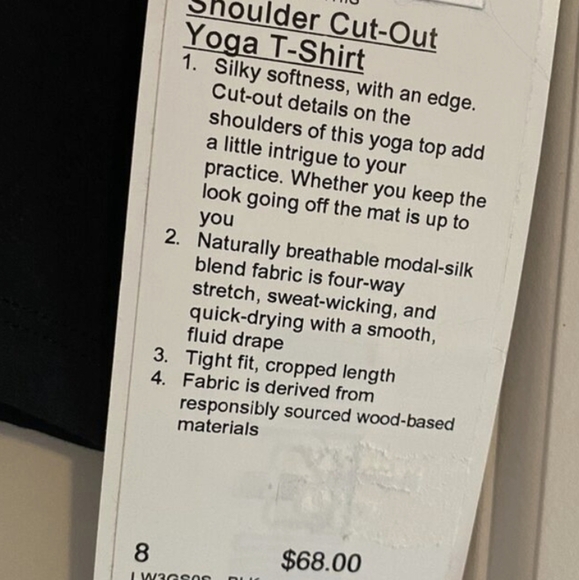 Shoulder Cut-Out
Yoga T-Shirt
1. Silky softness, with an edge.
Cut-out details on the
shoulders of this yoga top add
a little intrigue to your
practice. Whether you keep the
look going off the mat is up to
you
2. Naturally breathable modal-silk
blend fabric is four-way
stretch, sweat-wicking, and
quick-drying with a smooth,
fluid drape
3. Tight fit, cropped length
4. Fabric is derived from
responsibly sourced wood-based
materials
8 $68.00